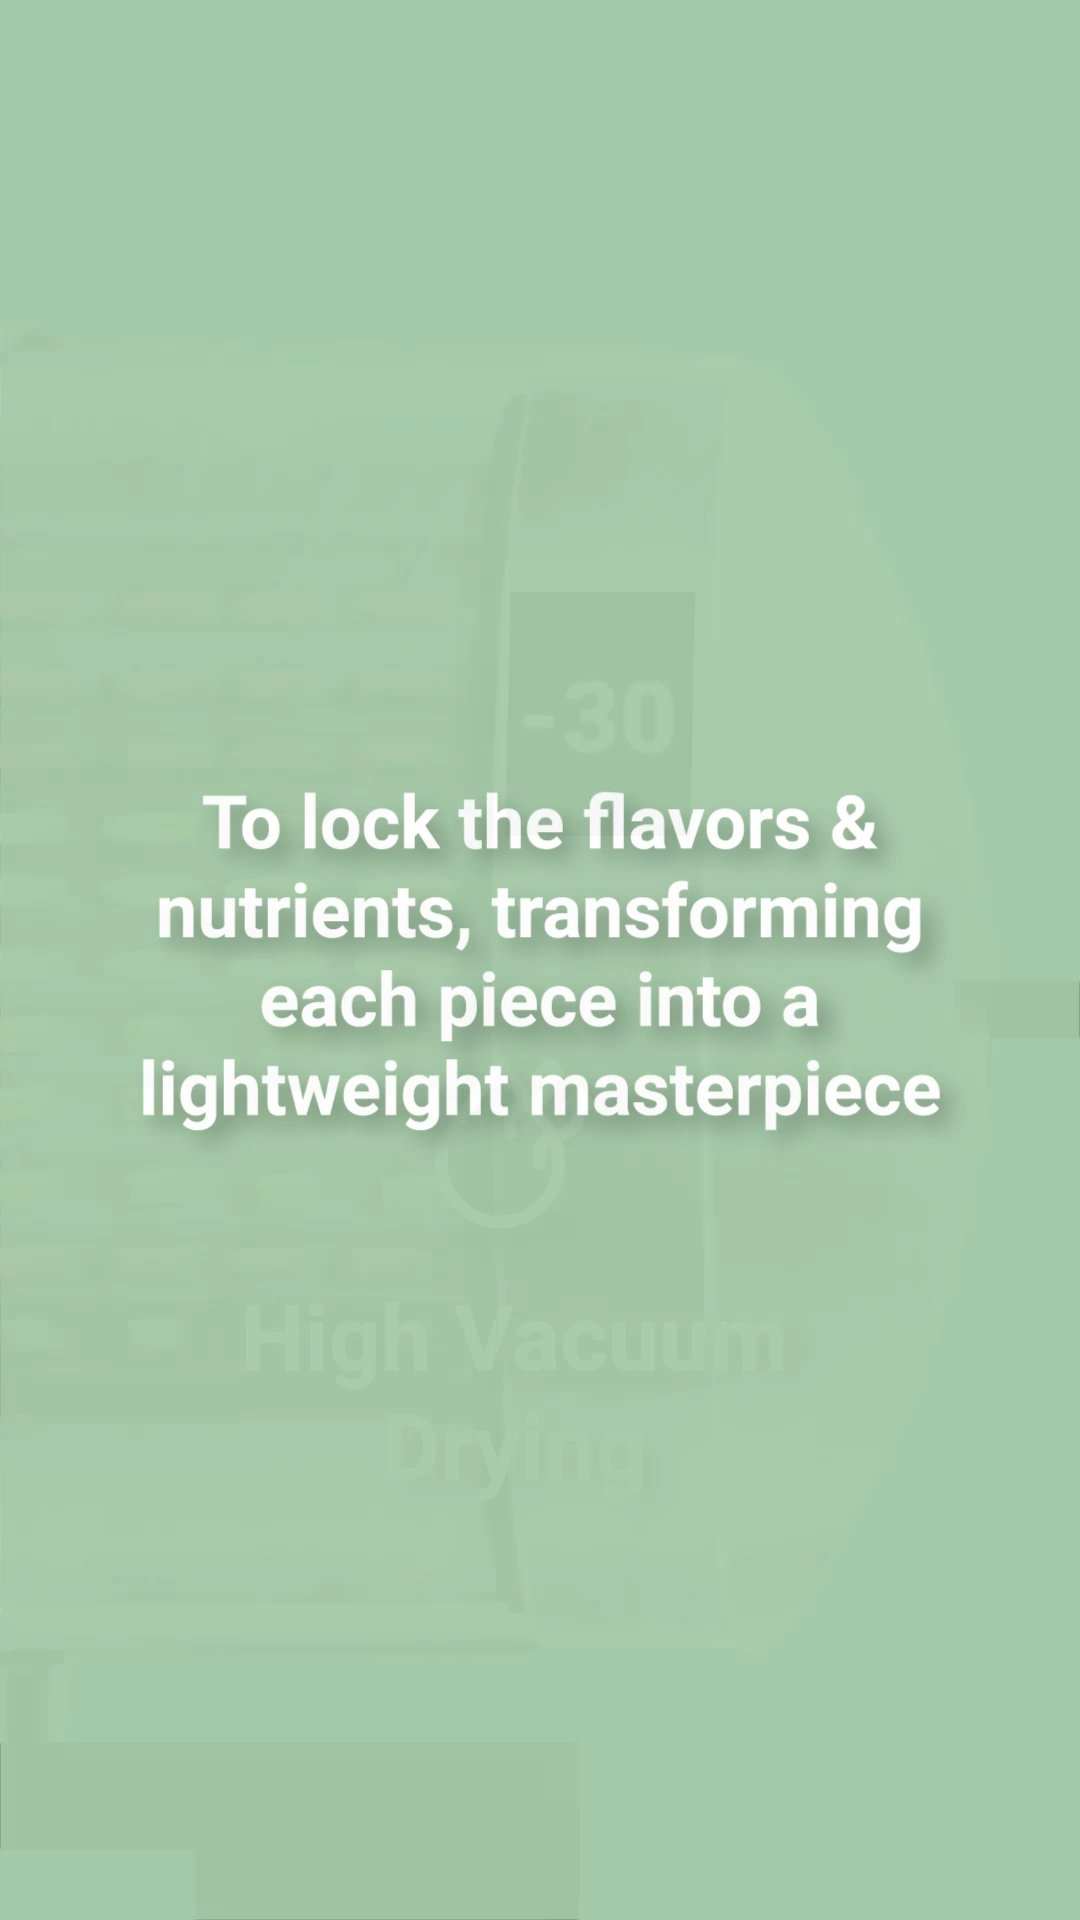 -30
To lock the flavors &
nutrients, transforming
each piece into a
lightweight masterpiece
High Vacuum
Drying